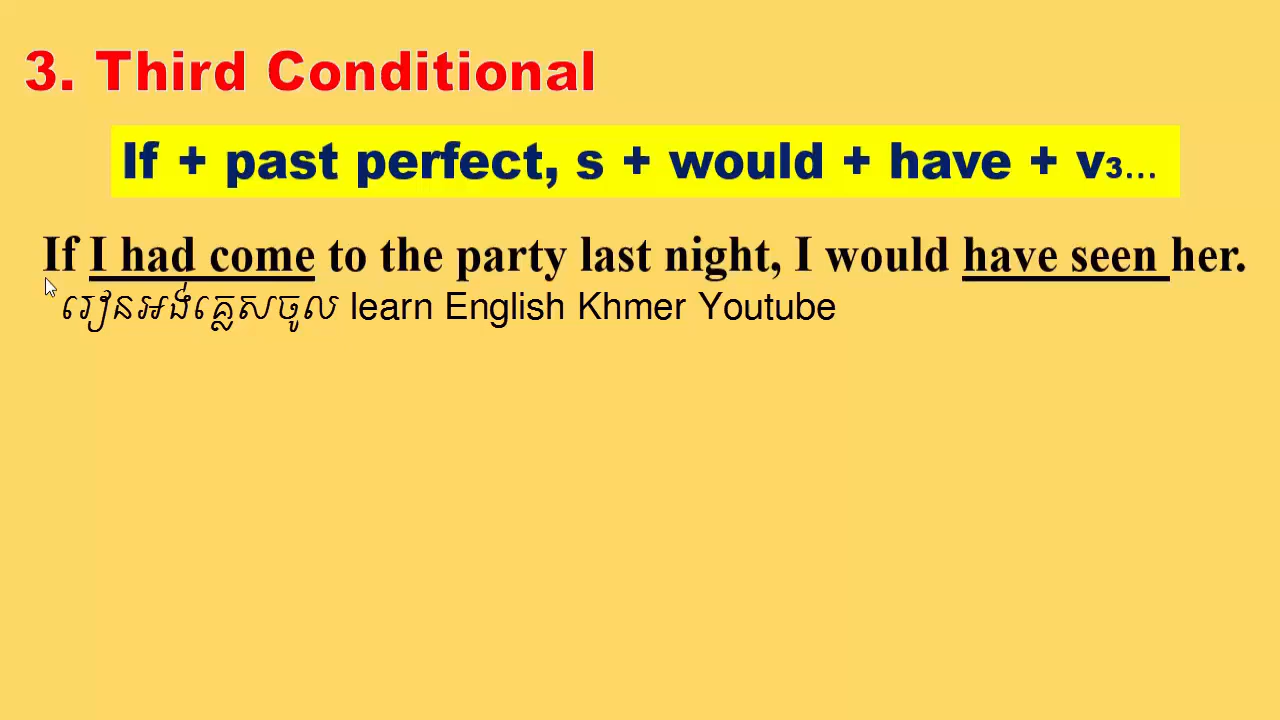 3. Third Conditional
If + past perfect, s + would + have + v3...
If I had come to the party last night, I would have seen her.
រៀនអង់គ្លេសចូល learn English Khmer Youtube